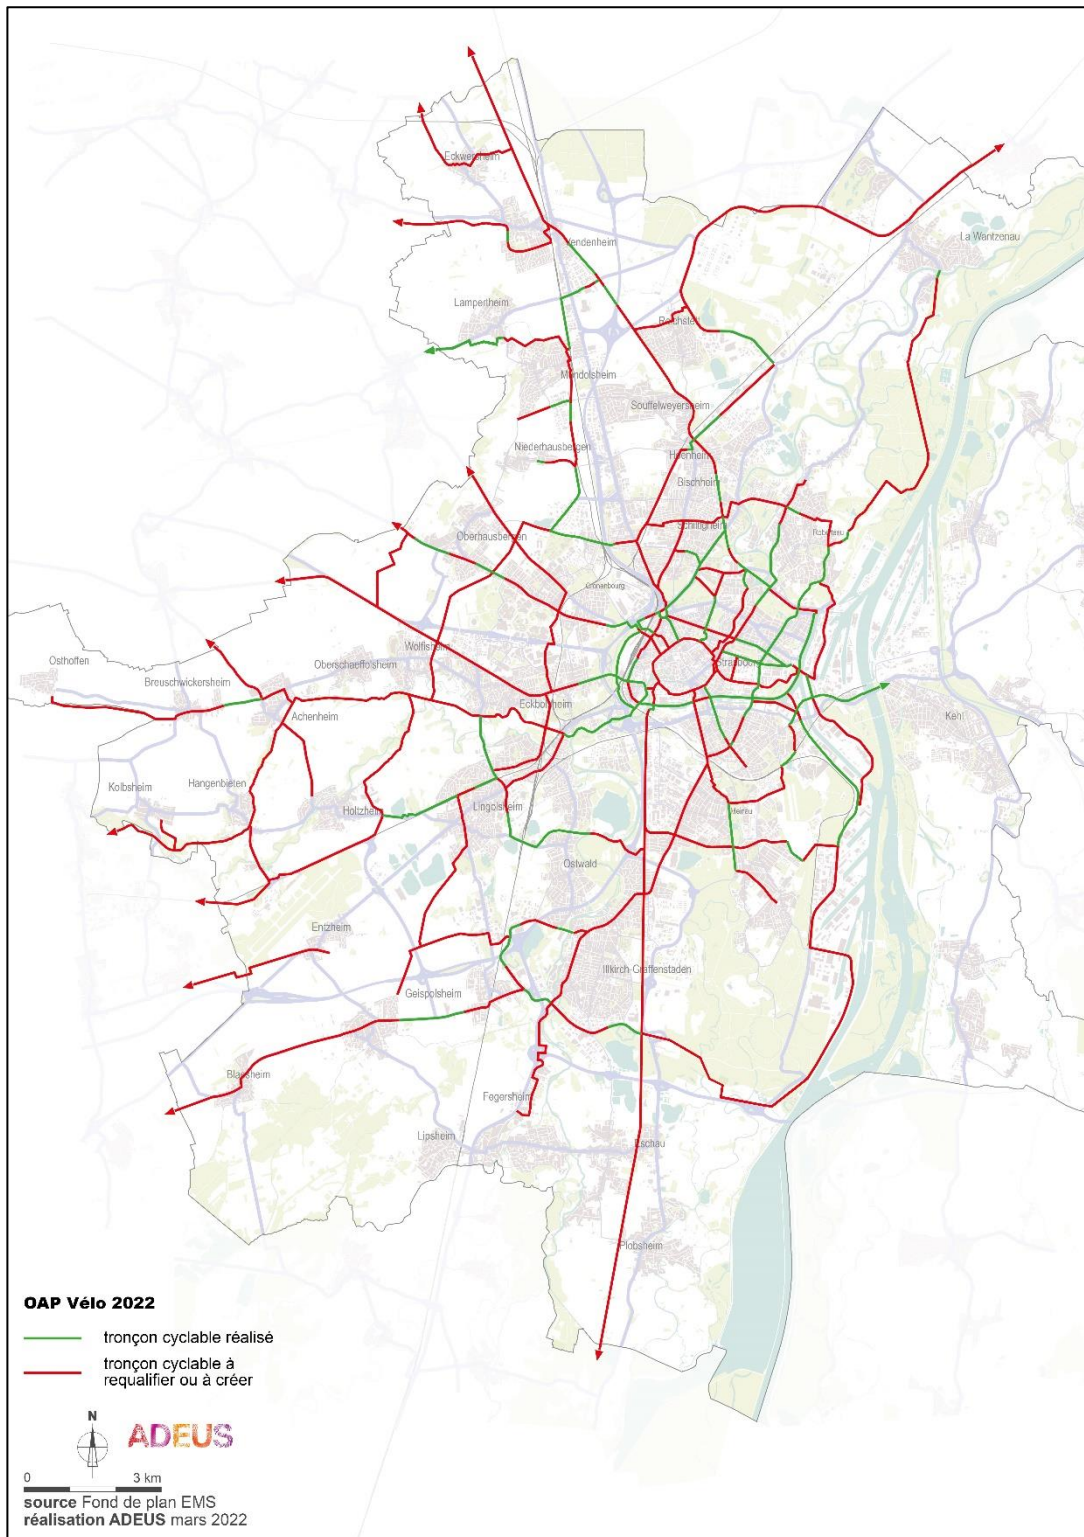 Eckwersheim
La Wantzenau
Vendenheim
Lampertheim
Reichstett
Mundolsheim
Souffelweyersheim
Niederhausbergen
Hoenheim
Bischheim
Schiltigheim
Oberhausbergen
Robertsau
Cronenbourg
Wolfisheim
Osthoffen
Oberschaeffolsheim
Strasbourg
Breuschwickersheim
Eckbolsheim
Achenheim
Kehl
Kolbsheim
Hangenbieten
Holtzheim
Lingolsheim
Meinau
Ostwald
Entzheim
Illkirch-Graffenstaden
Geispolsheim
Blaesheim
Fegersheim
Lipsheim
Eschau
Plobsheim
OAP Vélo 2022
tronçon cyclable réalisé
tronçon cyclable à
requalifier ou à créer
N
ADEUS
0 3 km
source Fond de plan EMS
réalisation ADEUS mars 2022